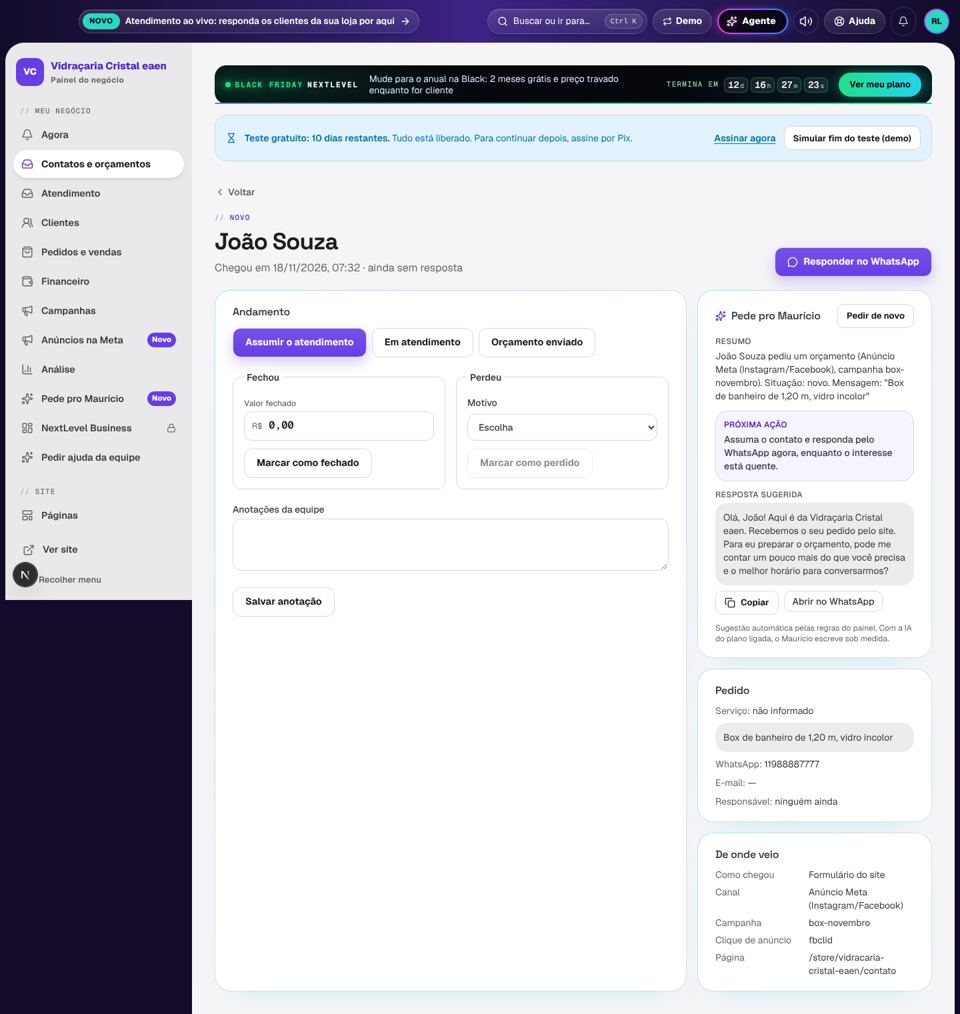 NOVO Atendimento ao vivo: responda os clientes da sua loja por aqui →
Buscar ou ir para... Ctrl K
Demo
Agente
Ajuda
RL
VC
Vidraçaria Cristal eaen
Painel do negócio
// MEU NEGÓCIO
Agora
Contatos e orçamentos
Atendimento
Clientes
Pedidos e vendas
Financeiro
Campanhas
Anúncios na Meta Novo
Análise
Pede pro Maurício Novo
NextLevel Business
Pedir ajuda da equipe
// SITE
Páginas
Ver site
N Recolher menu
BLACK FRIDAY NEXTLEVEL
Mude para o anual na Black: 2 meses grátis e preço travado
enquanto for cliente
TERMINA EM 12d 16h 27m 23s
Ver meu plano
Teste gratuito: 10 dias restantes. Tudo está liberado. Para continuar depois, assine por Pix.
Assinar agora
Simular fim do teste (demo)
Voltar
// NOVO
João Souza
Chegou em 18/11/2026, 07:32 · ainda sem resposta
Responder no WhatsApp
Andamento
Assumir o atendimento
Em atendimento
Orçamento enviado
Fechou
Valor fechado
R$ 0,00
Marcar como fechado
Perdeu
Motivo
Escolha
Marcar como perdido
Anotações da equipe
Salvar anotação
Pede pro Maurício
Pedir de novo
RESUMO
João Souza pediu um orçamento (Anúncio
Meta (Instagram/Facebook), campanha box-
novembro). Situação: novo. Mensagem: "Box
de banheiro de 1,20 m, vidro incolor"
PRÓXIMA AÇÃO
Assuma o contato e responda pelo
WhatsApp agora, enquanto o interesse
está quente.
RESPOSTA SUGERIDA
Olá, João! Aqui é da Vidraçaria Cristal
eaen. Recebemos o seu pedido pelo site.
Para eu preparar o orçamento, pode me
contar um pouco mais do que você precisa
e o melhor horário para conversarmos?
Copiar
Abrir no WhatsApp
Sugestão automática pelas regras do painel. Com a IA
do plano ligada, o Maurício escreve sob medida.
Pedido
Serviço: não informado
Box de banheiro de 1,20 m, vidro incolor
WhatsApp: 11988887777
E-mail: —
Responsável: ninguém ainda
De onde veio
Como chegou Formulário do site
Canal Anúncio Meta
(Instagram/Facebook)
Campanha box-novembro
Clique de anúncio fbclid
Página /store/vidracaria-
cristal-eaen/contato